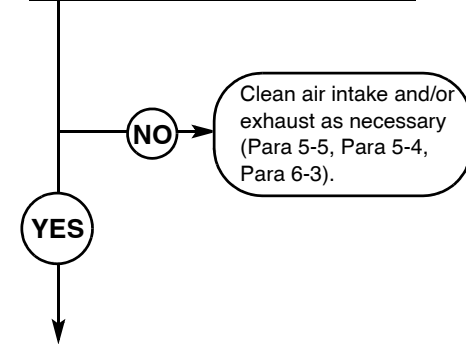 Clean air intake and/or
NO
exhaust as necessary
(Para 5-5, Para 5-4,
Para 6-3).
YES